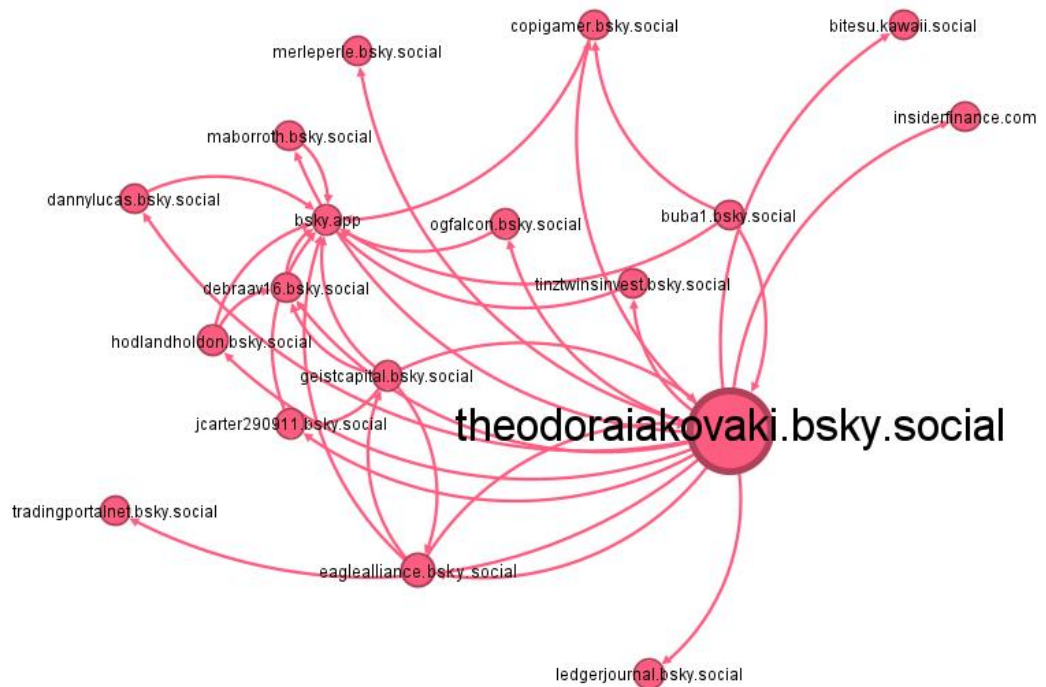 copigamer.bsky.social
bitesu.kawaii.social
merleperle.bsky.social
insiderfinance.com
maborroth.bsky.social
dannylucas.bsky.social
bsky.app
ogfalcon.bsky.social
buba1.bsky.social
debraav16.bsky.social
tinztwinsinvest.bsky.social
hodlandholdon.bsky.social
geistcapital.bsky.social
jcarter290911.bsky.social
theodoraiakovaki.bsky.social
tradingportalnet.bsky.social
eaglealliance.bsky.social
ledgerjournal.bsky.social